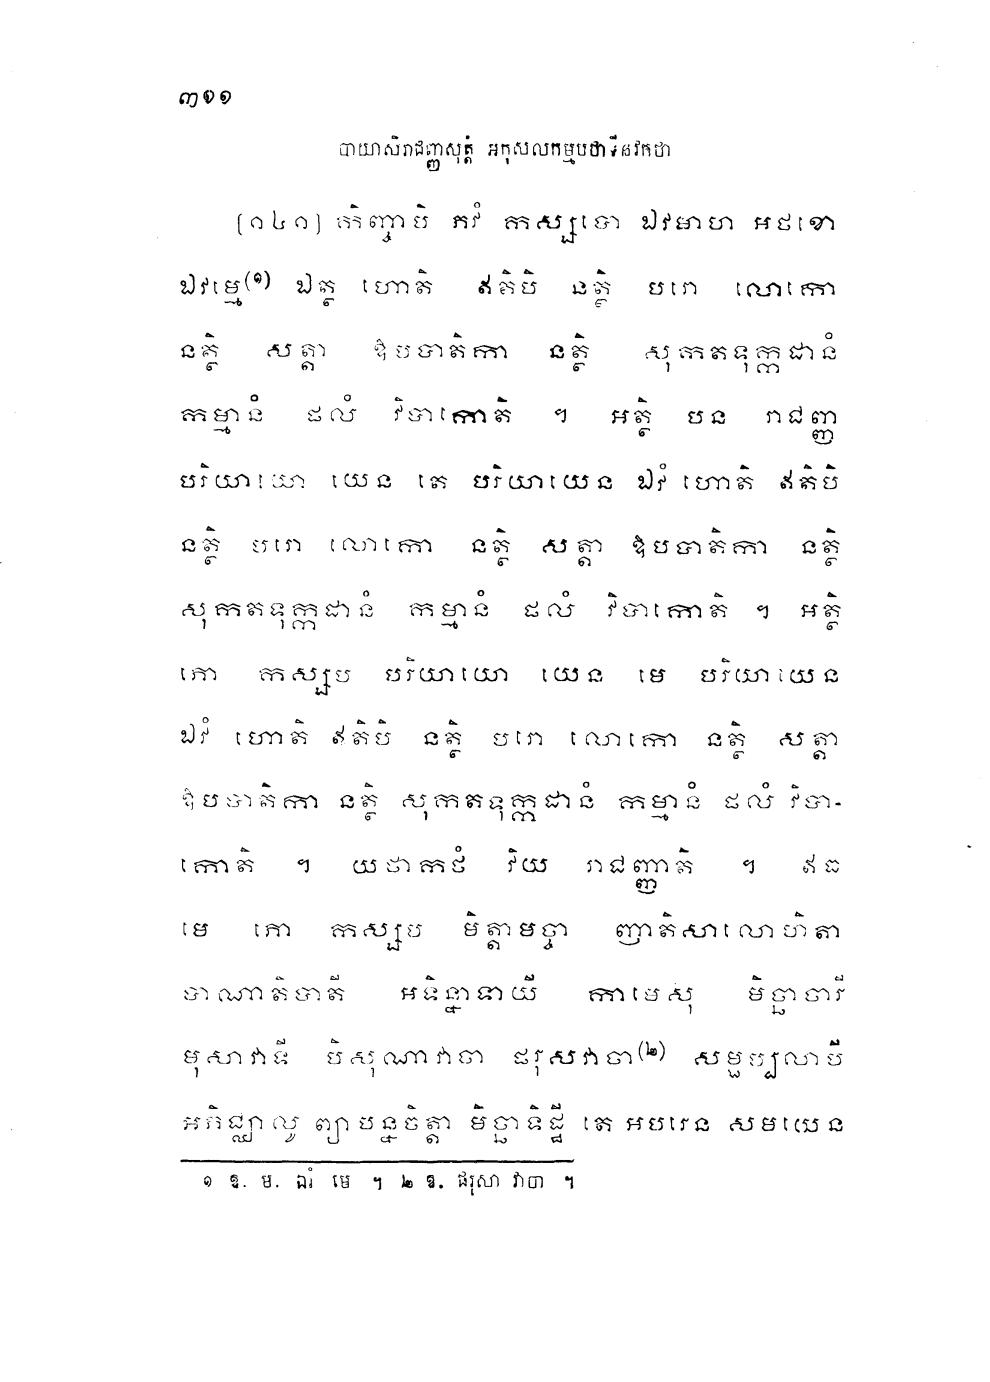 ៣១១
បាយាសិរាជញ្ញសុត្តំ អកុសលកម្មបថាទីនវកថា
(១៤១) កិញ្ចាបិ ភវំ កស្សបោ ឯវមាហ អថខោ
ឯវម្មេ(១) ឯត្ថ ហោតិ ឥតិបិ នត្ថិ បរោ លោកោ
នត្ថិ សត្តា ឱបបាតិកា នត្ថិ សុកតទុក្កដានំ
កម្មានំ ផលំ វិបាកោតិ ។ អត្ថិ បន រាជញ្ញ
បរិយាយោ យេន តេ បរិយាយេន ឯវំ ហោតិ ឥតិបិ
នត្ថិ បរោ លោកោ នត្ថិ សត្តា ឱបបាតិកា នត្ថិ
សុកតទុក្កដានំ កម្មានំ ផលំ វិបាកោតិ ។ អត្ថិ
ភោ កស្សប បរិយាយោ យេន មេ បរិយាយេន
ឯវំ ហោតិ ឥតិបិ នត្ថិ បរោ លោកោ នត្ថិ សត្តា
ឱបបាតិកា នត្ថិ សុកតទុក្កដានំ កម្មានំ ផលំ វិបា-
កោតិ ។ យថាកថំ វិយ រាជញ្ញាតិ ។ ឥធ
មេ ភោ កស្សប មិត្តាមច្ចា ញាតិសាលោហិតា
បាណាតិបាតី អទិន្នាទាយី កាមេសុ មិច្ឆាចារី
មុសាវាទី បិសុណាវាចា ផរុសវាចា(២) សម្ផប្បលាបី
អភិជ្ឈាលូ ព្យាបន្នចិត្តា មិច្ឆាទិដ្ឋី តេ អបរេន សមយេន
១ ឱ. ម. ឯវំ មេ ។ ២ ឱ. ផរុសា វាចា ។